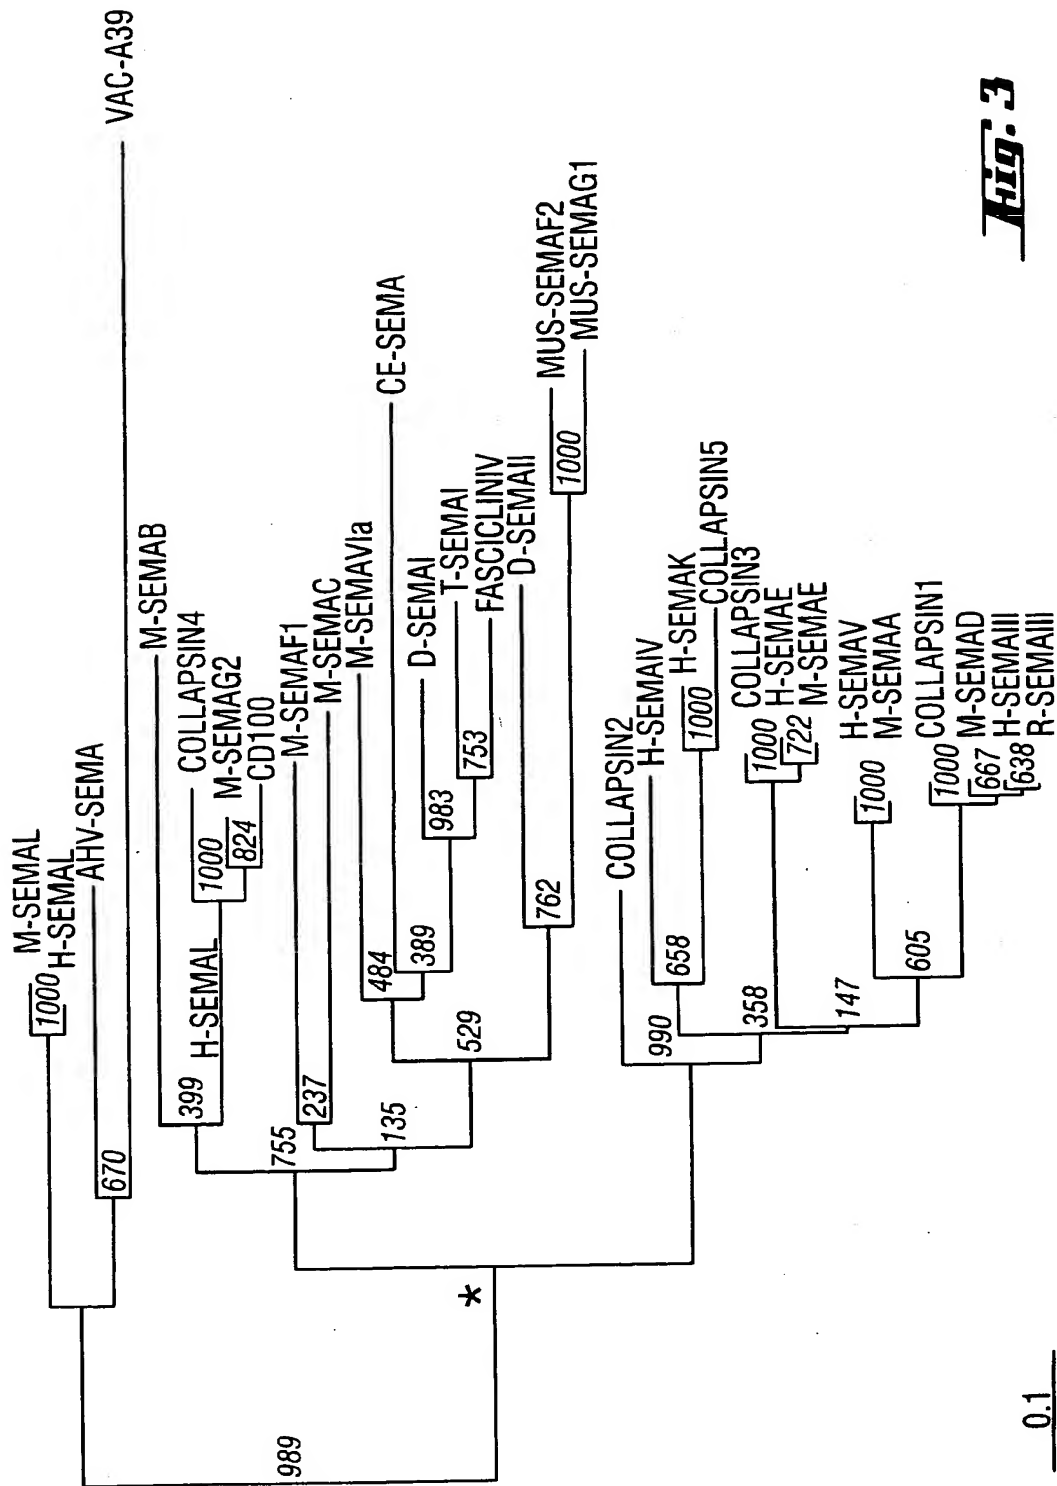 M-SEMAL
1000
H-SEMAL
AHV-SEMA
670
VAC-A39
989
M-SEMAB
399
COLLAPSIN4
1000
M-SEMAG2
824
CD100
H-SEMAL
755
M-SEMAF1
237
M-SEMAC
135
M-SEMAVIa
484
CE-SEMA
389
D-SEMAI
983
T-SEMAI
753
FASCICLINIV
529
D-SEMAII
762
MUS-SEMAF2
1000
MUS-SEMAG1
*
COLLAPSIN2
990
H-SEMAIV
658
H-SEMAK
1000
COLLAPSIN5
358
COLLAPSIN3
1000
H-SEMAE
722
M-SEMAE
147
H-SEMAV
1000
M-SEMAA
605
COLLAPSIN1
1000
M-SEMAD
667
H-SEMAIII
638
R-SEMAIII
0.1
Fig. 3